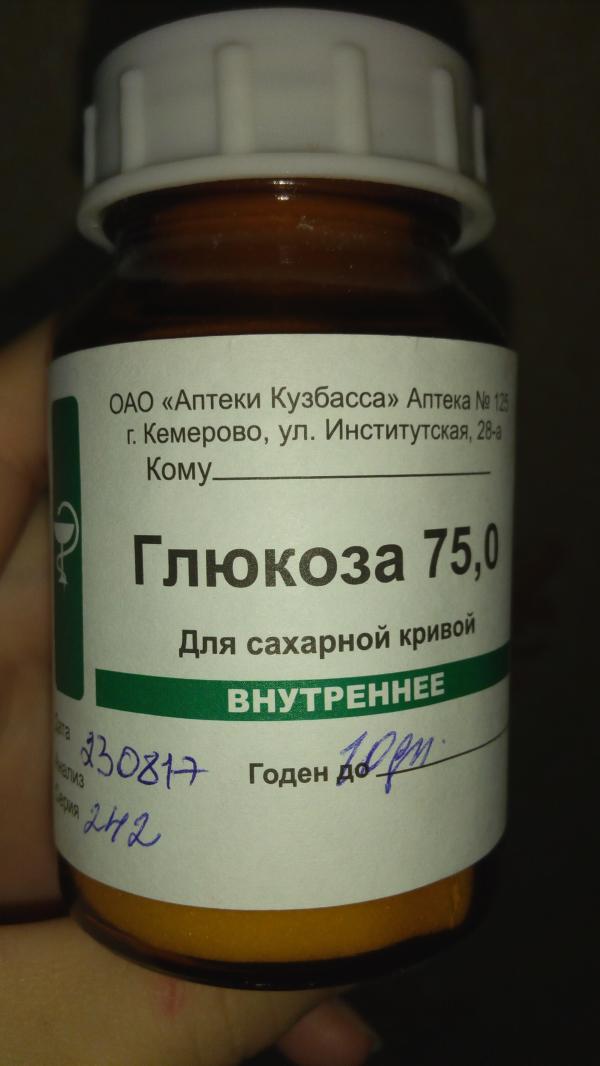 ОАО «Аптеки Кузбасса» Аптека № 125
г. Кемерово, ул. Институтская, 28-а
Кому
Глюкоза 75,0
Для сахарной кривой
ВНУТРЕННЕЕ
230817
Годен до 10дн.
242